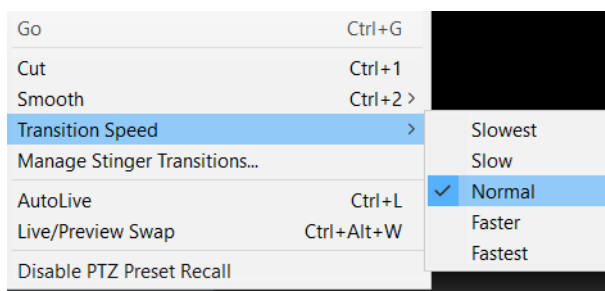 Go Ctrl+G
Cut Ctrl+1
Smooth Ctrl+2 >
Transition Speed >
Manage Stinger Transitions...
AutoLive Ctrl+L
Live/Preview Swap Ctrl+Alt+W
Disable PTZ Preset Recall
Slowest
Slow
Normal
Faster
Fastest